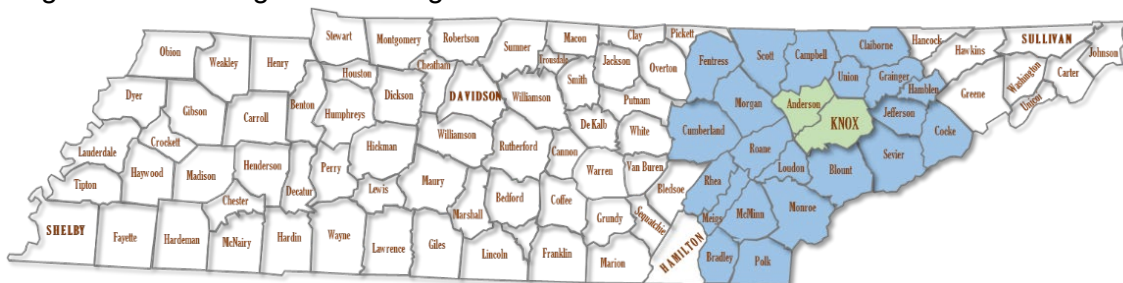 Stewart
Montgomery
Robertson
Sumner
Macon
Clay
Pickett
Obion
Weakley
Henry
Houston
Cheatham
Trousdale
Smith
Jackson
Overton
Fentress
Scott
Campbell
Claiborne
Hancock
Hawkins
SULLIVAN
Johnson
Dyer
Gibson
Carroll
Benton
Humphreys
Dickson
DAVIDSON
Williamson
Putnam
Morgan
Anderson
Union
Grainger
Hamblen
Greene
Washington
Unicoi
Carter
Lauderdale
Crockett
Haywood
Madison
Henderson
Decatur
Perry
Hickman
Williamson
Rutherford
Cannon
DeKalb
White
Cumberland
Roane
KNOX
Jefferson
Cocke
Tipton
Chester
Lewis
Maury
Bedford
Coffee
Warren
Van Buren
Bledsoe
Rhea
Loudon
Blount
Sevier
SHELBY
Fayette
Hardeman
McNairy
Hardin
Wayne
Lawrence
Giles
Marshall
Lincoln
Franklin
Grundy
Marion
Sequatchie
HAMILTON
Meigs
McMinn
Monroe
Bradley
Polk